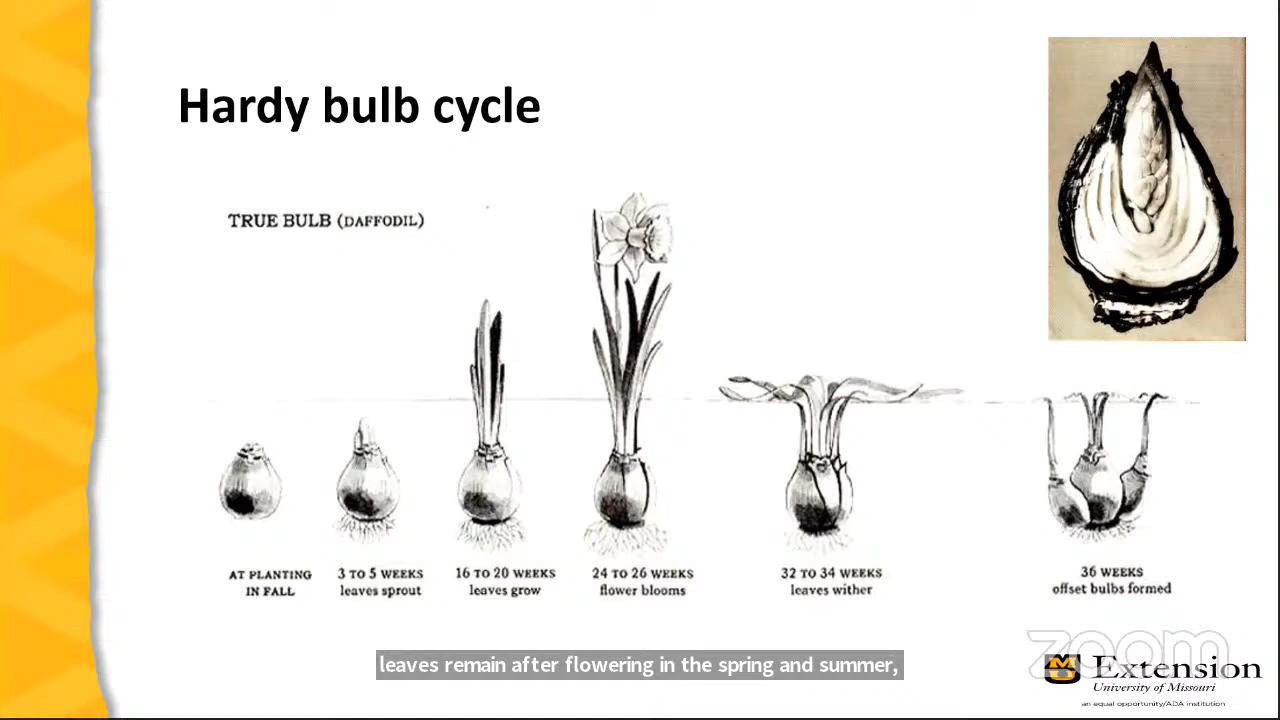 Hardy bulb cycle
TRUE BULB (DAFFODIL)
AT PLANTING
IN FALL
3 TO 5 WEEKS
leaves sprout
16 TO 20 WEEKS
leaves grow
24 TO 26 WEEKS
flower blooms
32 TO 34 WEEKS
leaves wither
36 WEEKS
offset bulbs formed
leaves remain after flowering in the spring and summer,
zoom
Extension
University of Missouri
an equal opportunity/ADA institution